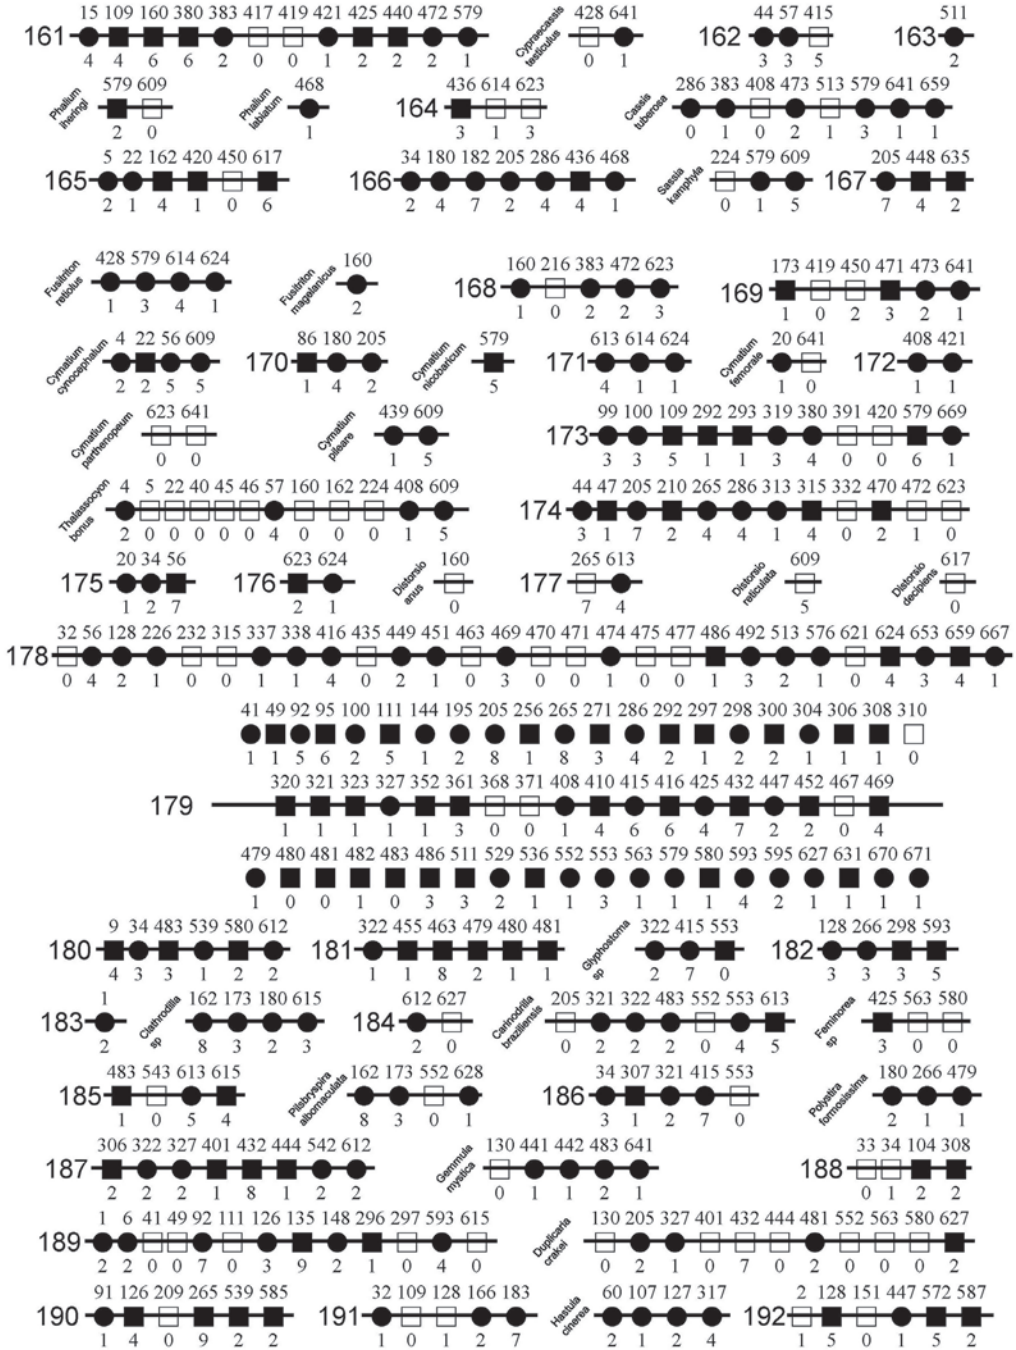 15 109 160 380 383 417 419 421 425 440 472 579 428 641 44 57 415 511
161 Cypraecassis testiculus 162 163
4 4 6 6 2 0 0 1 2 2 2 1 0 1 3 3 5 2
579 609 468 436 614 623 286 383 408 473 513 579 641 659
Phalium iheringi Phalium labiatum 164 Cassis tuberosa
2 0 1 3 1 3 0 1 0 2 1 3 1 1
5 22 162 420 450 617 34 180 182 205 286 436 468 224 579 609 205 448 635
165 166 Sassia kamphyla 167
2 1 4 1 0 6 2 4 7 2 4 4 1 0 1 5 7 4 2
428 579 614 624 160 160 216 383 472 623 173 419 450 471 473 641
Fusitriton retiolus Fusitriton magelanicus 168 169
1 3 4 1 2 1 0 2 2 3 1 0 2 3 2 1
4 22 56 609 86 180 205 579 613 614 624 20 641 408 421
Cymatium cynocephalum 170 Cymatium nicobaricum 171 Cymatium femorale 172
2 2 5 5 1 4 2 5 4 1 1 1 0 1 1
623 641 439 609 99 100 109 292 293 319 380 391 420 579 669
Cymatium parthenopeum Cymatium pileare 173
0 0 1 5 3 3 5 1 1 3 4 0 0 6 1
4 5 22 40 45 46 57 160 162 224 408 609 44 47 205 210 265 286 313 315 332 470 472 623
Thalassocyon bonus 174
2 0 0 0 0 0 4 0 0 0 1 5 3 1 7 2 4 4 1 4 0 2 1 0
20 34 56 623 624 160 265 613 609 617
175 176 Distorsio anus 177 Distorsio reticulata Distorsio decipiens
1 2 7 2 1 0 7 4 5 0
32 56 128 226 232 315 337 338 416 435 449 451 463 469 470 471 474 475 477 486 492 513 576 621 624 653 659 667
178
0 4 2 1 0 0 1 1 4 0 2 1 0 3 0 0 1 0 0 1 3 2 1 0 4 3 4 1
41 49 92 95 100 111 144 195 205 256 265 271 286 292 297 298 300 304 306 308 310
1 1 5 6 2 5 1 2 8 1 8 3 4 2 1 2 2 1 1 1 0
320 321 323 327 352 361 368 371 408 410 415 416 425 432 447 452 467 469
179
1 1 1 1 1 3 0 0 1 4 6 6 4 7 2 2 0 4
479 480 481 482 483 486 511 529 536 552 553 563 579 580 593 595 627 631 670 671
1 0 0 1 0 3 3 2 1 1 3 1 1 1 4 2 1 1 1 1
9 34 483 539 580 612 322 455 463 479 480 481 322 415 553 128 266 298 593
180 181 Glyphostoma sp 182
4 3 3 1 2 2 1 1 8 2 1 1 2 7 0 3 3 3 5
1 162 173 180 615 612 627 205 321 322 483 552 553 613 425 563 580
183 Clathrodilla sp 184 Carinodrilla braziliensis Feminorea sp
2 8 3 2 3 2 0 0 2 2 2 0 4 5 3 0 0
483 543 613 615 162 173 552 628 34 307 321 415 553 180 266 479
185 Pilsbryspira albomaculata 186 Polystira formosissima
1 0 5 4 8 3 0 1 3 1 2 7 0 2 1 1
306 322 327 401 432 444 542 612 130 441 442 483 641 33 34 104 308
187 Gemmula mystica 188
2 2 2 1 8 1 2 2 0 1 1 2 1 0 1 2 2
1 6 41 49 92 111 126 135 148 296 297 593 615 130 205 327 401 432 444 481 552 563 580 627
189 Duplicaria crakei
2 2 0 0 7 0 3 9 2 1 0 4 0 0 2 1 0 7 0 2 0 0 0 2
91 126 209 265 539 585 32 109 128 166 183 60 107 127 317 2 128 151 447 572 587
190 191 Hastula cinerea 192
1 4 0 9 2 2 1 0 1 2 7 2 1 2 4 1 5 0 1 5 2